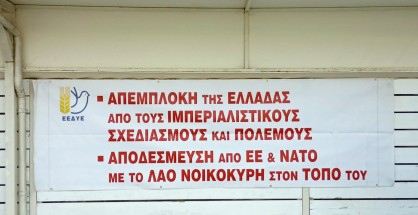 ΕΕΔΥΕ
▪ ΑΠΕΜΠΛΟΚΗ ΤΗΣ ΕΛΛΑΔΑΣ
ΑΠΟ ΤΟΥΣ ΙΜΠΕΡΙΑΛΙΣΤΙΚΟΥΣ
ΣΧΕΔΙΑΣΜΟΥΣ ΚΑΙ ΠΟΛΕΜΟΥΣ
▪ ΑΠΟΔΕΣΜΕΥΣΗ ΑΠΟ ΕΕ & ΝΑΤΟ
ΜΕ ΤΟ ΛΑΟ ΝΟΙΚΟΚΥΡΗ ΣΤΟΝ ΤΟΠΟ ΤΟΥ